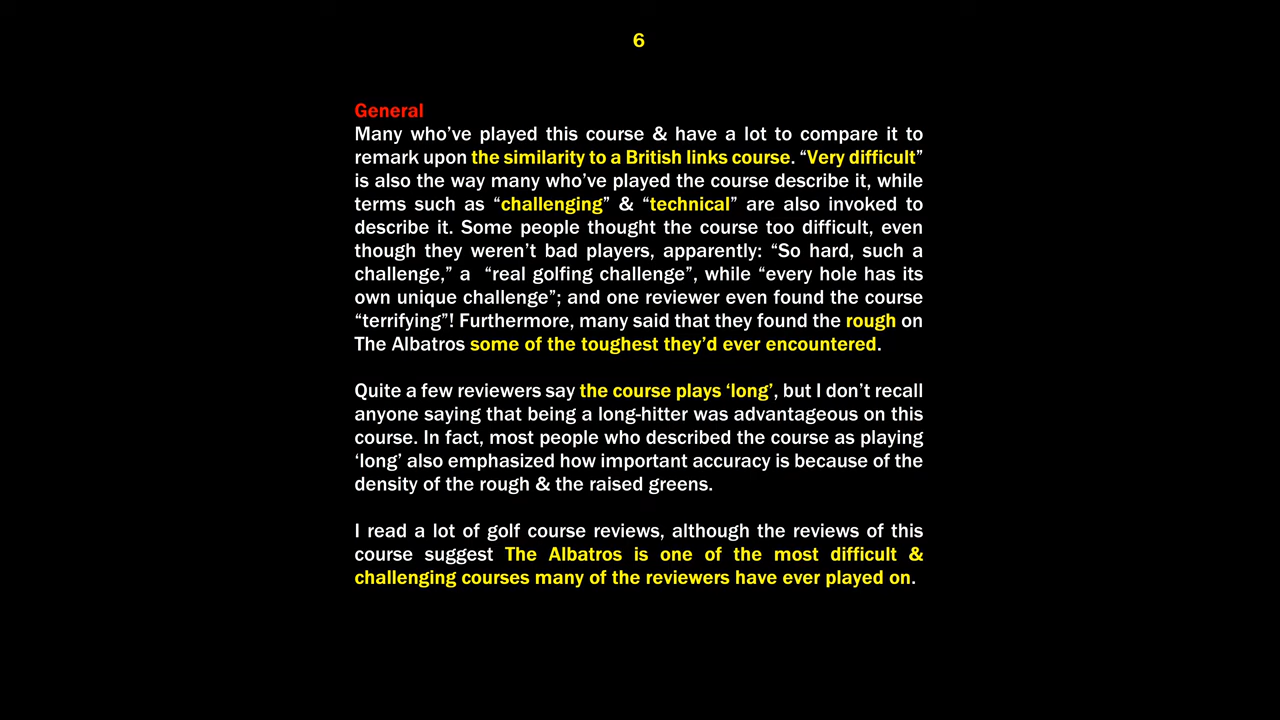 6
General
Many who’ve played this course & have a lot to compare it to
remark upon the similarity to a British links course. “Very difficult”
is also the way many who’ve played the course describe it, while
terms such as “challenging” & “technical” are also invoked to
describe it. Some people thought the course too difficult, even
though they weren’t bad players, apparently: “So hard, such a
challenge,” a “real golfing challenge”, while “every hole has its
own unique challenge”; and one reviewer even found the course
“terrifying”! Furthermore, many said that they found the rough on
The Albatros some of the toughest they’d ever encountered.
Quite a few reviewers say the course plays ‘long’, but I don’t recall
anyone saying that being a long-hitter was advantageous on this
course. In fact, most people who described the course as playing
‘long’ also emphasized how important accuracy is because of the
density of the rough & the raised greens.
I read a lot of golf course reviews, although the reviews of this
course suggest The Albatros is one of the most difficult &
challenging courses many of the reviewers have ever played on.